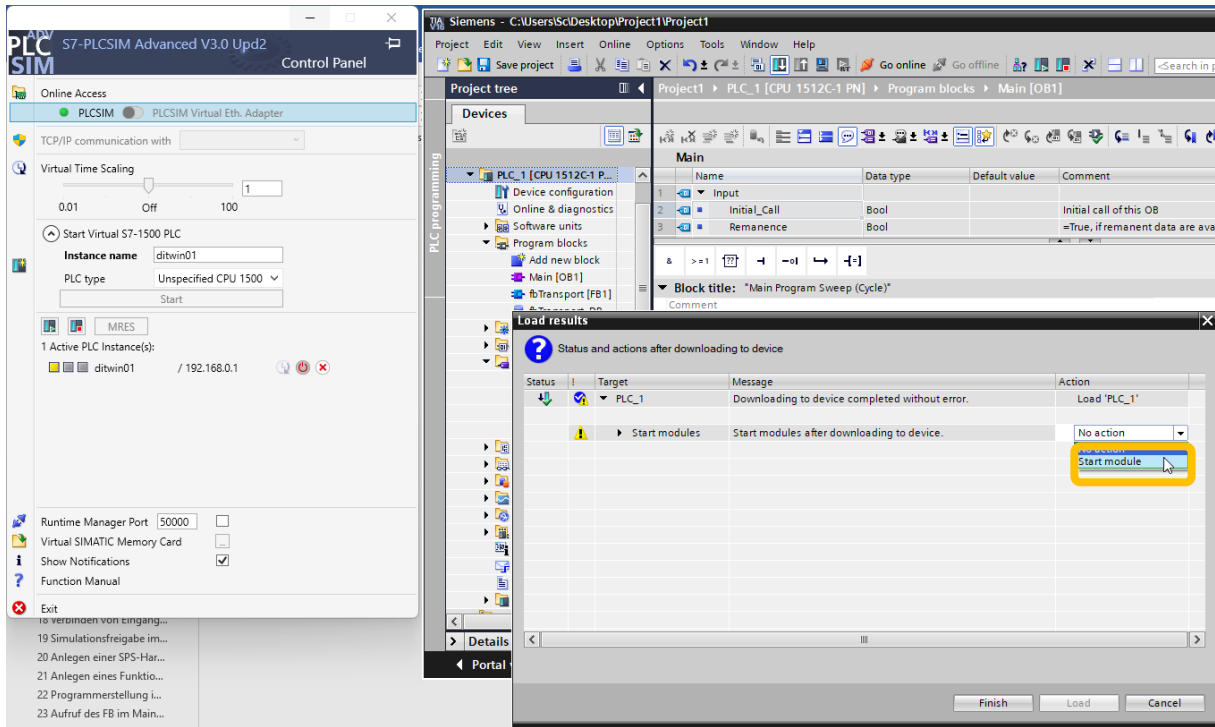 PLC
ADV
SIM
S7-PLCSIM Advanced V3.0 Upd2
Control Panel
Online Access
PLCSIM
PLCSIM Virtual Eth. Adapter
TCP/IP communication with
Virtual Time Scaling
1
0.01
Off
100
Start Virtual S7-1500 PLC
Instance name
ditwin01
PLC type
Unspecified CPU 1500
Start
MRES
1 Active PLC Instance(s):
ditwin01
/ 192.168.0.1
Runtime Manager Port
50000
Virtual SIMATIC Memory Card
...
Show Notifications
Function Manual
Exit
18 Verbinden von Eingang...
19 Simulationsfreigabe im...
20 Anlegen einer SPS-Har...
21 Anlegen eines Funktio...
22 Programmerstellung i...
23 Aufruf des FB im Main...
TIA
V16
Siemens - C:\Users\Sc\Desktop\Project1\Project1
Project Edit View Insert Online Options Tools Window Help
Save project
Go online
Go offline
<Search in p
Project tree
Project1
PLC_1 [CPU 1512C-1 PN]
Program blocks
Main [OB1]
Devices
PLC programming
PLC_1 [CPU 1512C-1 P...
Device configuration
Online & diagnostics
Software units
Program blocks
Add new block
Main [OB1]
fbTransport [FB1]
Main
Name
Data type
Default value
Comment
1
Input
2
Initial_Call
Bool
Initial call of this OB
3
Remanence
Bool
=True, if remanent data are ava
&
>=1
??
Block title: "Main Program Sweep (Cycle)"
Comment
Load results
Status and actions after downloading to device
Status
!
Target
Message
Action
PLC_1
Downloading to device completed without error.
Load 'PLC_1'
Start modules
Start modules after downloading to device.
No action
No action
Start module
Details
Portal
Finish
Load
Cancel